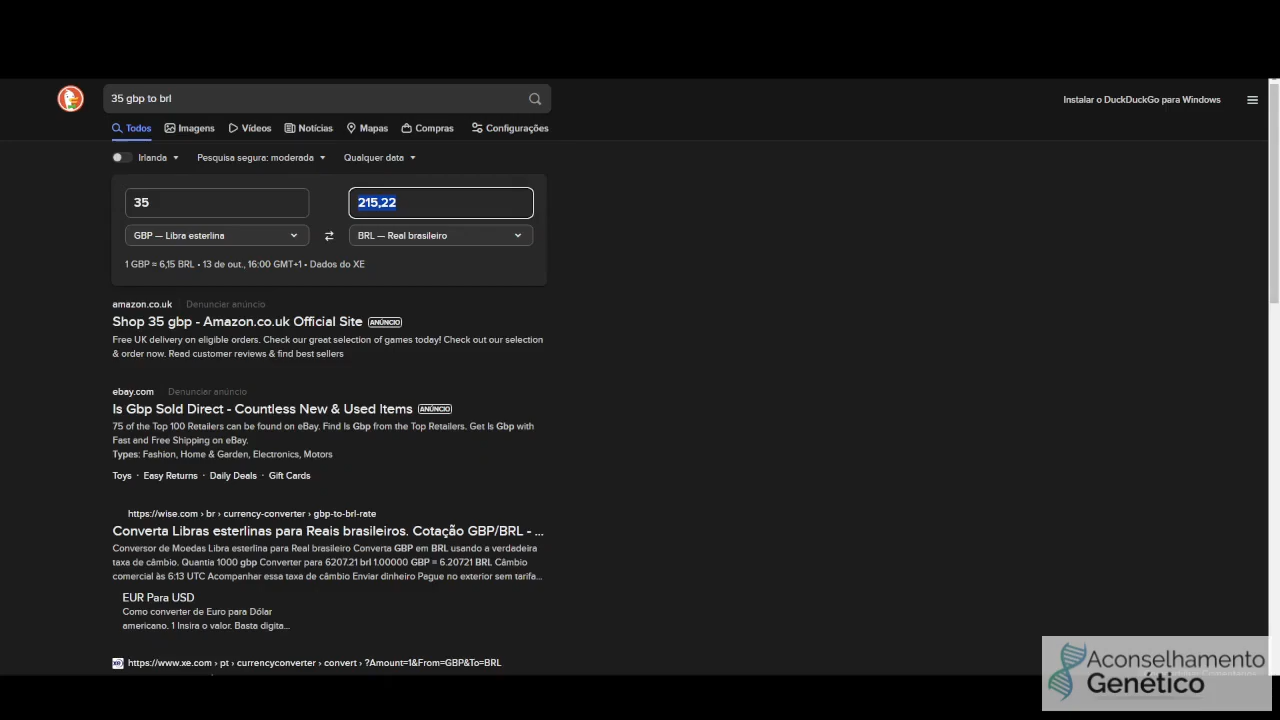 35 gbp to brl
Instalar o DuckDuckGo para Windows
Todos Imagens Vídeos Notícias Mapas Compras Configurações
Irlanda Pesquisa segura: moderada Qualquer data
35 215,22
GBP — Libra esterlina BRL — Real brasileiro
1 GBP = 6,15 BRL • 13 de out., 16:00 GMT+1 • Dados do XE
amazon.co.uk Denunciar anúncio
Shop 35 gbp - Amazon.co.uk Official Site ANÚNCIO
Free UK delivery on eligible orders. Check our great selection of games today! Check out our selection
& order now. Read customer reviews & find best sellers
ebay.com Denunciar anúncio
Is Gbp Sold Direct - Countless New & Used Items ANÚNCIO
75 of the Top 100 Retailers can be found on eBay. Find Is Gbp from the Top Retailers. Get Is Gbp with
Fast and Free Shipping on eBay.
Types: Fashion, Home & Garden, Electronics, Motors
Toys · Easy Returns · Daily Deals · Gift Cards
https://wise.com › br › currency-converter › gbp-to-brl-rate
Converta Libras esterlinas para Reais brasileiros. Cotação GBP/BRL - ...
Conversor de Moedas Libra esterlina para Real brasileiro Converta GBP em BRL usando a verdadeira
taxa de câmbio. Quantia 1000 gbp Converter para 6207.21 brl 1.00000 GBP = 6.20721 BRL Câmbio
comercial às 6:13 UTC Acompanhar essa taxa de câmbio Enviar dinheiro Pague no exterior sem tarifa...
EUR Para USD
Como converter de Euro para Dólar
americano. 1 Insira o valor. Basta digita...
XE https://www.xe.com › pt › currencyconverter › convert › ?Amount=1&From=GBP&To=BRL
Aconselhamento
Genético